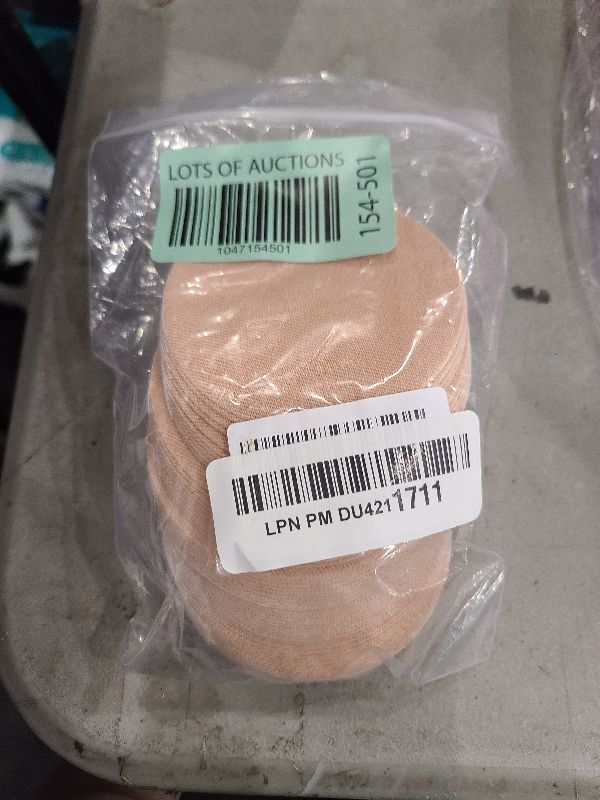 LOTS OF AUCTIONS
1047154501
154-501
LPN PM DU4211711